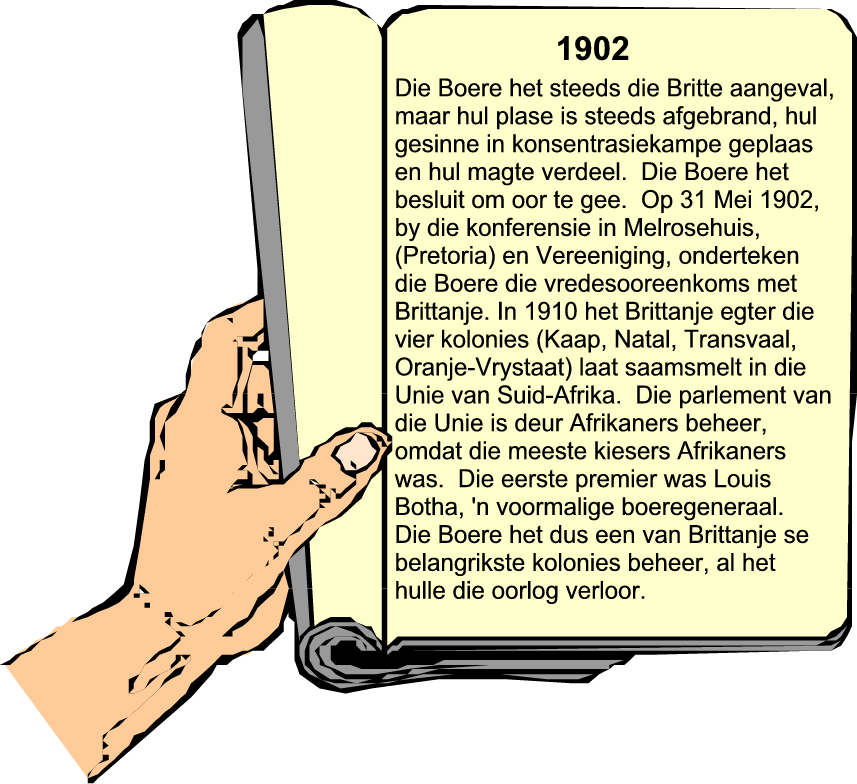 1902
Die Boere het steeds die Britte aangeval,
maar hul plase is steeds afgebrand, hul
gesinne in konsentrasiekampe geplaas
en hul magte verdeel.  Die Boere het
besluit om oor te gee.  Op 31 Mei 1902,
by die konferensie in Melrosehuis,
(Pretoria) en Vereeniging, onderteken
die Boere die vredesooreenkoms met
Brittanje. In 1910 het Brittanje egter die
vier kolonies (Kaap, Natal, Transvaal,
Oranje-Vrystaat) laat saamsmelt in die
Unie van Suid-Afrika.  Die parlement van
die Unie is deur Afrikaners beheer,
omdat die meeste kiesers Afrikaners
was.  Die eerste premier was Louis
Botha, 'n voormalige boeregeneraal.
Die Boere het dus een van Brittanje se
belangrikste kolonies beheer, al het
hulle die oorlog verloor.